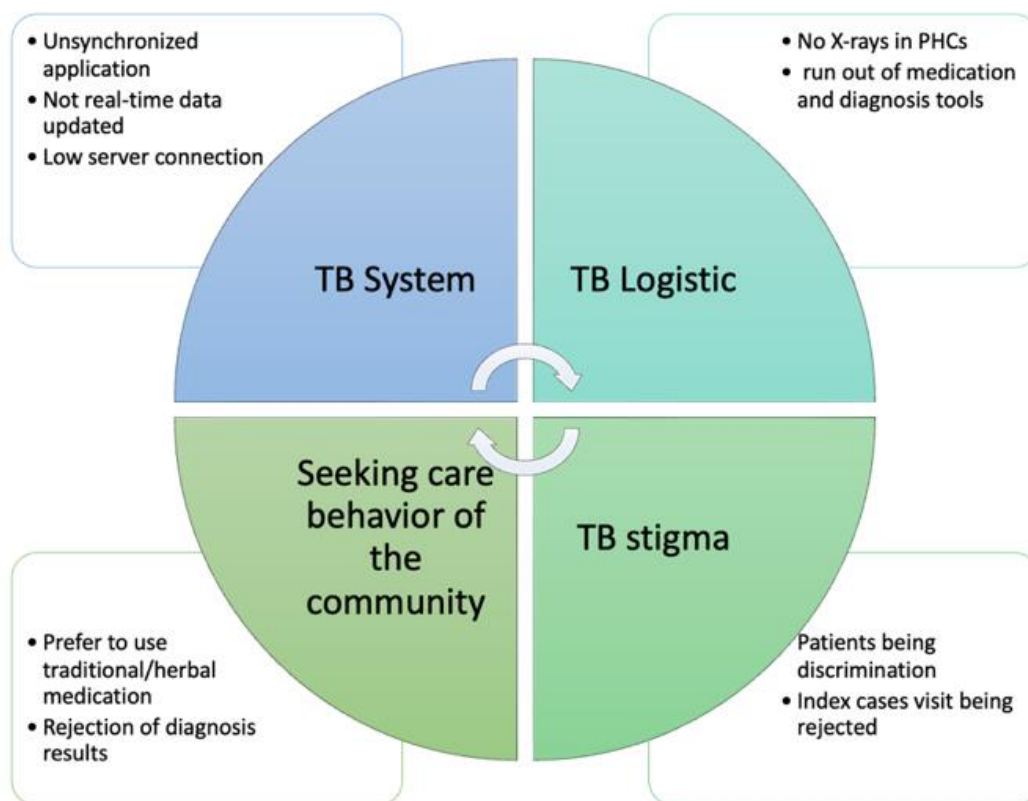 • Unsynchronized
application
• Not real-time data
updated
• Low server connection
• No X-rays in PHCs
• run out of medication
and diagnosis tools
TB System
TB Logistic
Seeking care
behavior of
the
community
TB stigma
• Prefer to use
traditional/herbal
medication
• Rejection of diagnosis
results
Patients being
discrimination
• Index cases visit being
rejected